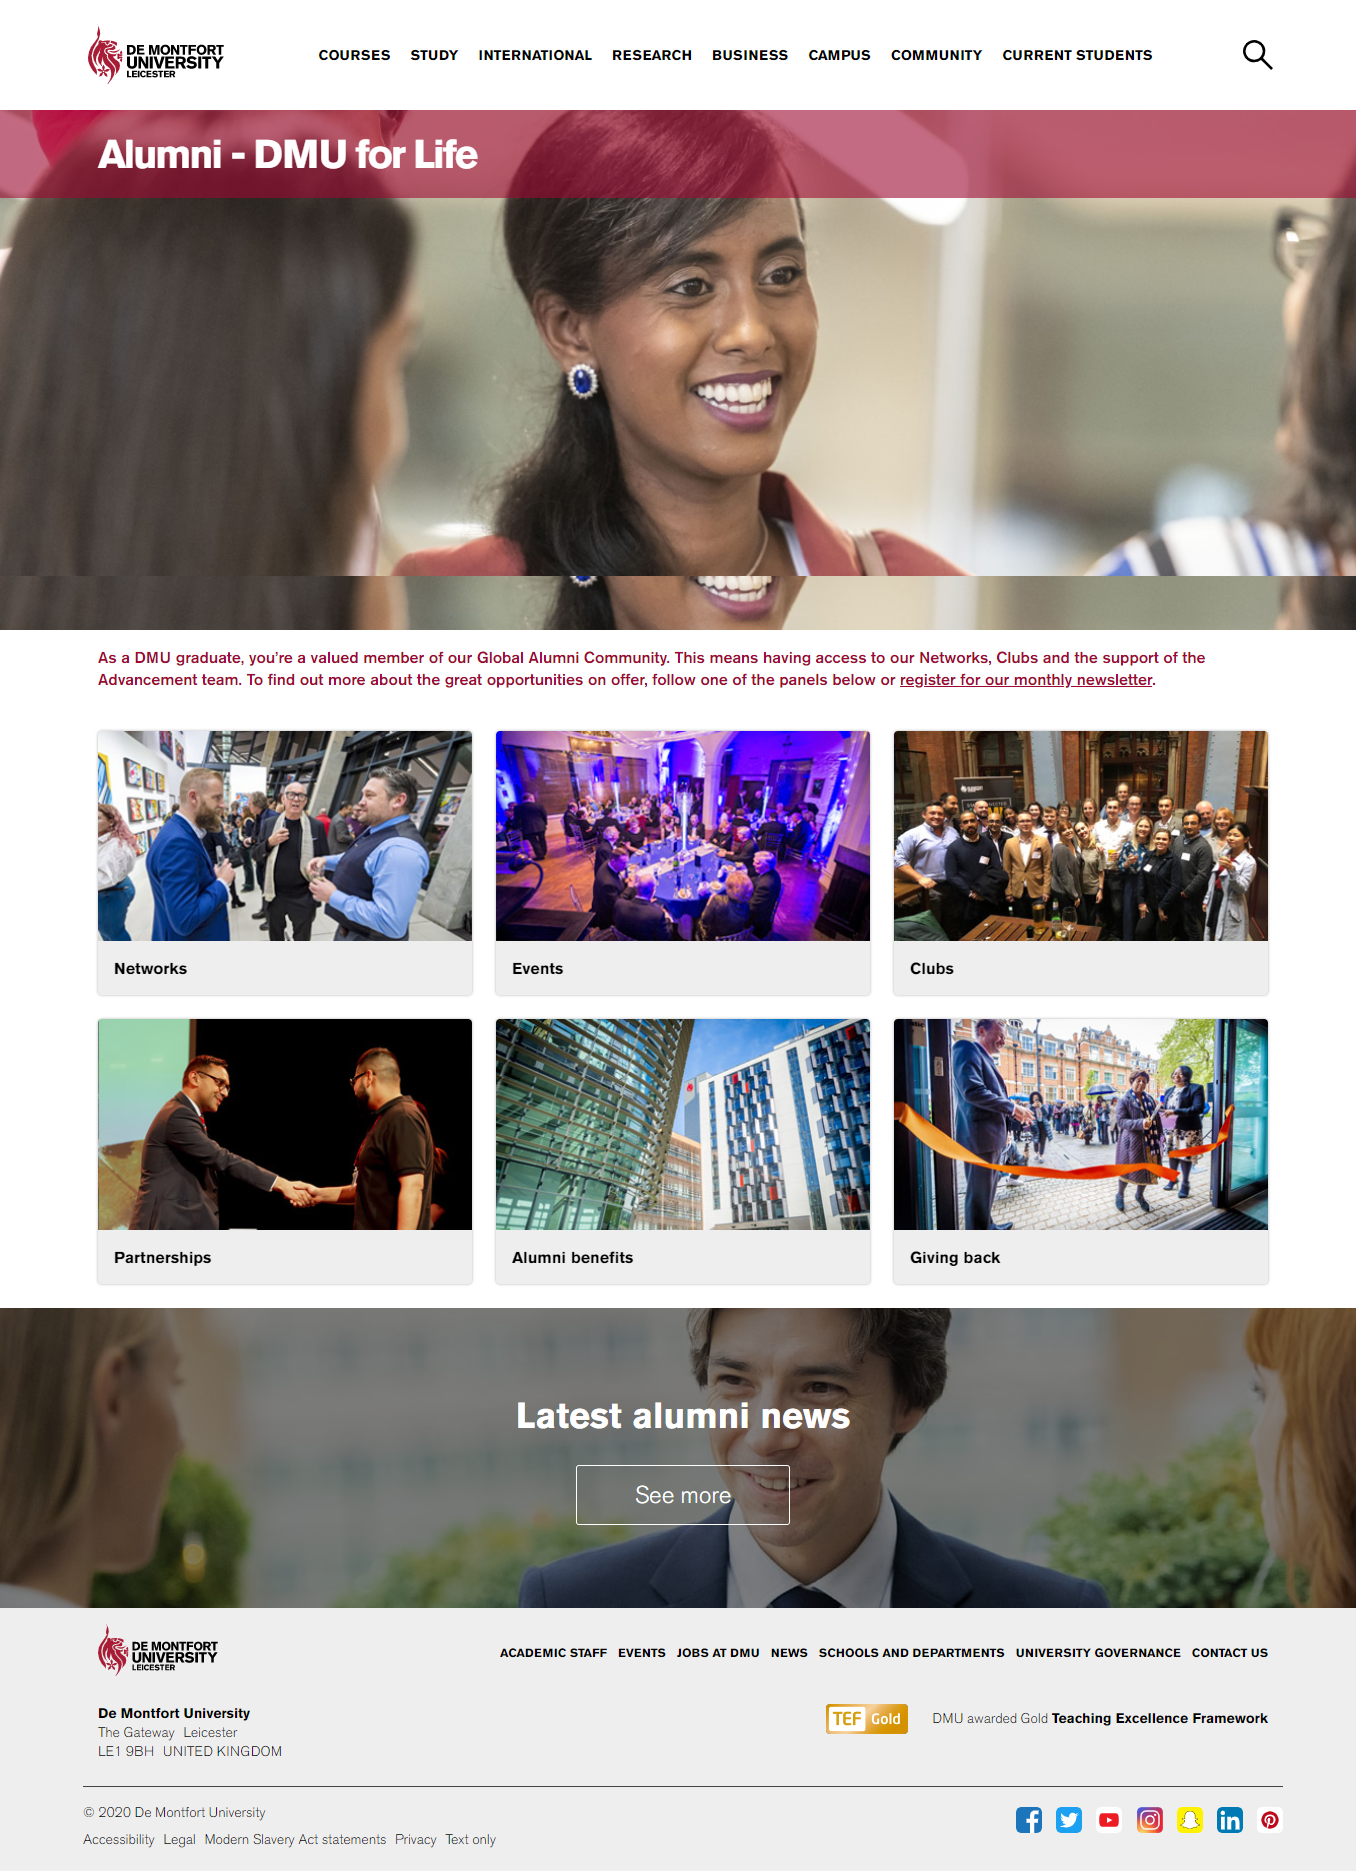 DE MONTFORT
UNIVERSITY
LEICESTER
COURSES STUDY INTERNATIONAL RESEARCH BUSINESS CAMPUS COMMUNITY CURRENT STUDENTS
Alumni - DMU for Life
As a DMU graduate, you’re a valued member of our Global Alumni Community. This means having access to our Networks, Clubs and the support of the
Advancement team. To find out more about the great opportunities on offer, follow one of the panels below or register for our monthly newsletter.
Networks
Events
Clubs
Partnerships
Alumni benefits
Giving back
Latest alumni news
See more
DE MONTFORT
UNIVERSITY
LEICESTER
ACADEMIC STAFF EVENTS JOBS AT DMU NEWS SCHOOLS AND DEPARTMENTS UNIVERSITY GOVERNANCE CONTACT US
De Montfort University
The Gateway Leicester
LE1 9BH UNITED KINGDOM
TEF Gold
DMU awarded Gold Teaching Excellence Framework
© 2020 De Montfort University
Accessibility Legal Modern Slavery Act statements Privacy Text only